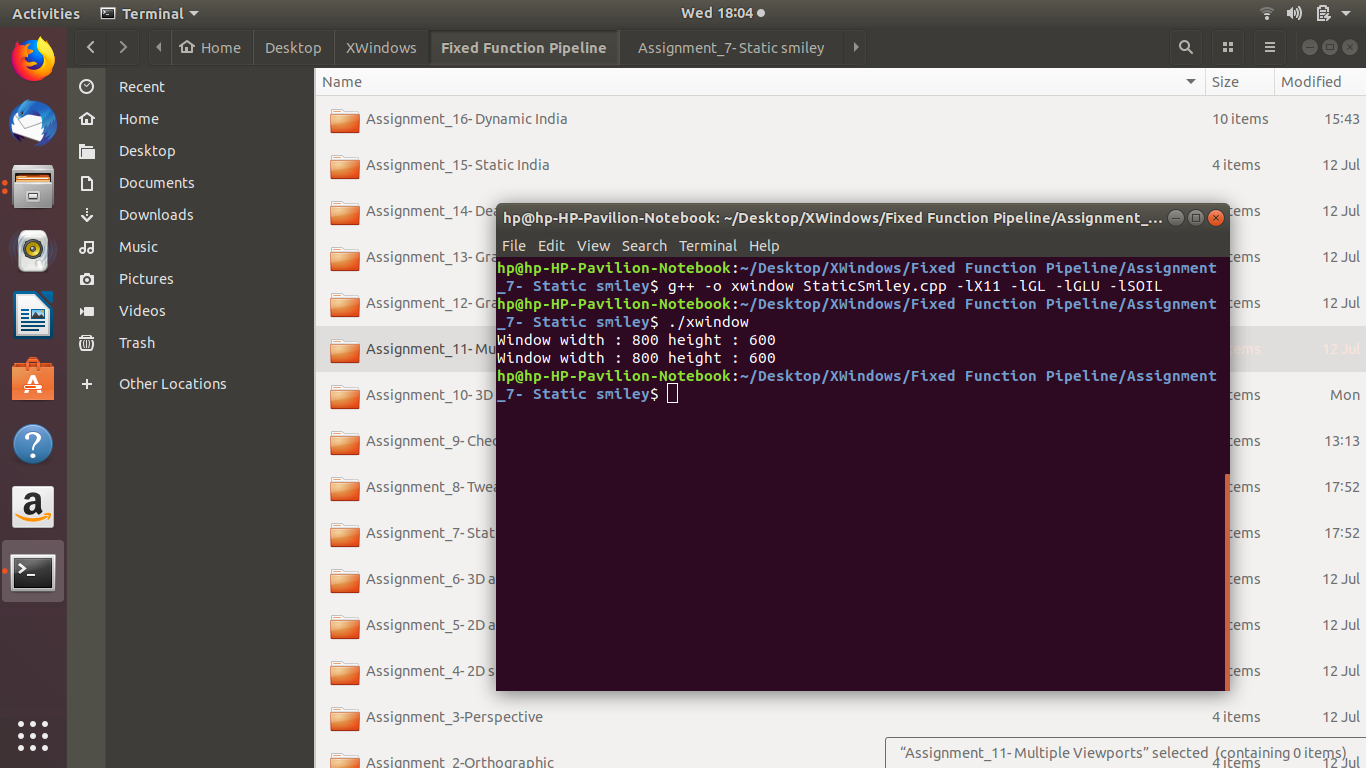 Activities Terminal Wed 18:04
Home Desktop XWindows Fixed Function Pipeline Assignment_7- Static smiley
Recent
Home
Desktop
Documents
Downloads
Music
Pictures
Videos
Trash
Other Locations
Name Size Modified
Assignment_16- Dynamic India 10 items 15:43
Assignment_15- Static India 4 items 12 Jul
Assignment_14- Dea 12 Jul
Assignment_13- Gra 12 Jul
Assignment_12- Gra 12 Jul
Assignment_11- Mu items 12 Jul
Assignment_10- 3D items Mon
Assignment_9- Chec items 13:13
Assignment_8- Twea items 17:52
Assignment_7- Stat items 17:52
Assignment_6- 3D a items 12 Jul
Assignment_5- 2D a items 12 Jul
Assignment_4- 2D s items 12 Jul
Assignment_3-Perspective 4 items 12 Jul
Assignment_2-Orthographic 4 items 12 Jul
hp@hp-HP-Pavilion-Notebook: ~/Desktop/XWindows/Fixed Function Pipeline/Assignment_...
File Edit View Search Terminal Help
hp@hp-HP-Pavilion-Notebook:~/Desktop/XWindows/Fixed Function Pipeline/Assignment
_7- Static smiley$ g++ -o xwindow StaticSmiley.cpp -lX11 -lGL -lGLU -lSOIL
hp@hp-HP-Pavilion-Notebook:~/Desktop/XWindows/Fixed Function Pipeline/Assignment
_7- Static smiley$ ./xwindow
Window width : 800 height : 600
Window width : 800 height : 600
hp@hp-HP-Pavilion-Notebook:~/Desktop/XWindows/Fixed Function Pipeline/Assignment
_7- Static smiley$
“Assignment_11- Multiple Viewports” selected (containing 0 items)